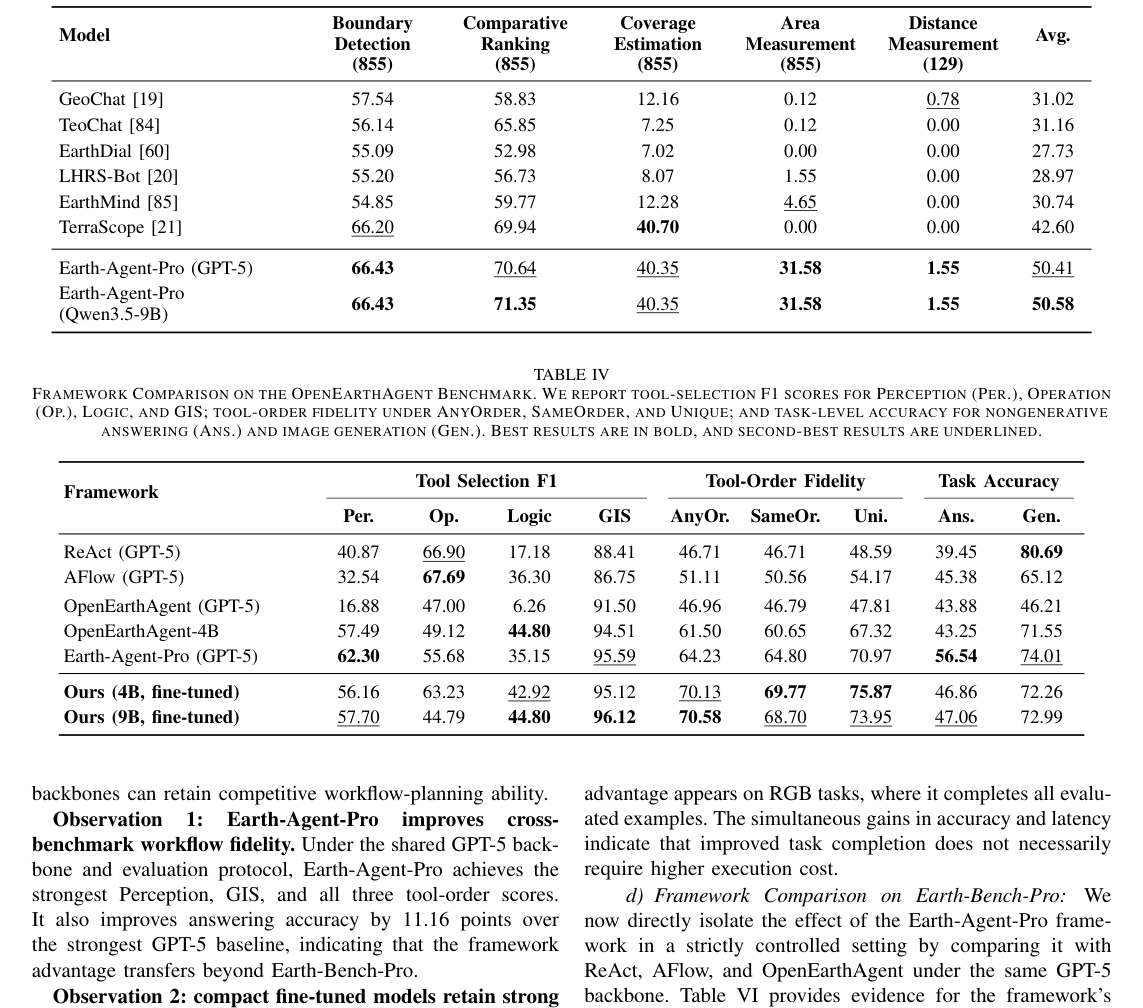 Model Boundary Detection (855) Comparative Ranking (855) Coverage Estimation (855) Area Measurement (855) Distance Measurement (129) Avg.
GeoChat [19] 57.54 58.83 12.16 0.12 0.78 31.02
TeoChat [84] 56.14 65.85 7.25 0.12 0.00 31.16
EarthDial [60] 55.09 52.98 7.02 0.00 0.00 27.73
LHRS-Bot [20] 55.20 56.73 8.07 1.55 0.00 28.97
EarthMind [85] 54.85 59.77 12.28 4.65 0.00 30.74
TerraScope [21] 66.20 69.94 40.70 0.00 0.00 42.60
Earth-Agent-Pro (GPT-5) 66.43 70.64 40.35 31.58 1.55 50.41
Earth-Agent-Pro (Qwen3.5-9B) 66.43 71.35 40.35 31.58 1.55 50.58
TABLE IV
FRAMEWORK COMPARISON ON THE OPENEARTHAGENT BENCHMARK. WE REPORT TOOL-SELECTION F1 SCORES FOR PERCEPTION (PER.), OPERATION
(OP.), LOGIC, AND GIS; TOOL-ORDER FIDELITY UNDER ANYORDER, SAMEORDER, AND UNIQUE; AND TASK-LEVEL ACCURACY FOR NONGENERATIVE
ANSWERING (ANS.) AND IMAGE GENERATION (GEN.). BEST RESULTS ARE IN BOLD, AND SECOND-BEST RESULTS ARE UNDERLINED.
Framework Tool Selection F1 Tool-Order Fidelity Task Accuracy
Per. Op. Logic GIS AnyOr. SameOr. Uni. Ans. Gen.
ReAct (GPT-5) 40.87 66.90 17.18 88.41 46.71 46.71 48.59 39.45 80.69
AFlow (GPT-5) 32.54 67.69 36.30 86.75 51.11 50.56 54.17 45.38 65.12
OpenEarthAgent (GPT-5) 16.88 47.00 6.26 91.50 46.96 46.79 47.81 43.88 46.21
OpenEarthAgent-4B 57.49 49.12 44.80 94.51 61.50 60.65 67.32 43.25 71.55
Earth-Agent-Pro (GPT-5) 62.30 55.68 35.15 95.59 64.23 64.80 70.97 56.54 74.01
Ours (4B, fine-tuned) 56.16 63.23 42.92 95.12 70.13 69.77 75.87 46.86 72.26
Ours (9B, fine-tuned) 57.70 44.79 44.80 96.12 70.58 68.70 73.95 47.06 72.99
backbones can retain competitive workflow-planning ability.
Observation 1: Earth-Agent-Pro improves cross-
benchmark workflow fidelity. Under the shared GPT-5 back-
bone and evaluation protocol, Earth-Agent-Pro achieves the
strongest Perception, GIS, and all three tool-order scores.
It also improves answering accuracy by 11.16 points over
the strongest GPT-5 baseline, indicating that the framework
advantage transfers beyond Earth-Bench-Pro.
Observation 2: compact fine-tuned models retain strong
advantage appears on RGB tasks, where it completes all evalu-
ated examples. The simultaneous gains in accuracy and latency
indicate that improved task completion does not necessarily
require higher execution cost.
d) Framework Comparison on Earth-Bench-Pro: We
now directly isolate the effect of the Earth-Agent-Pro frame-
work in a strictly controlled setting by comparing it with
ReAct, AFlow, and OpenEarthAgent under the same GPT-5
backbone. Table VI provides evidence for the framework's